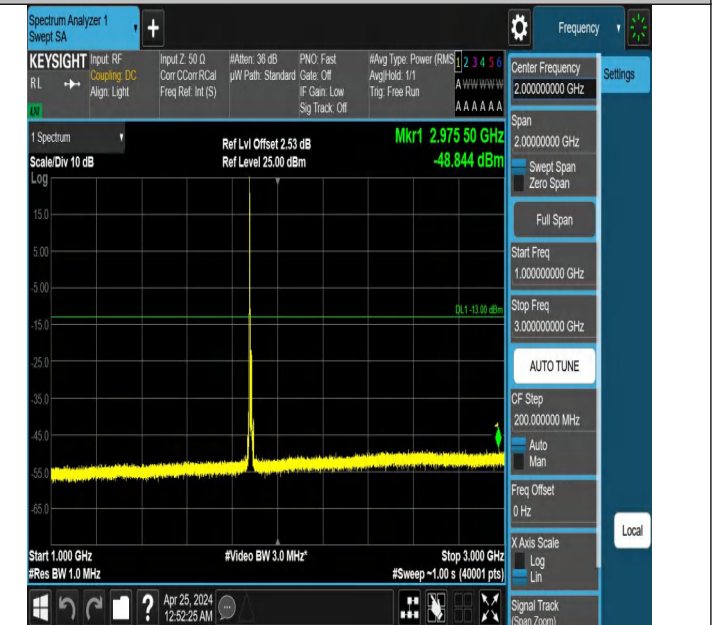 Spectrum Analyzer 1
Swept SA
+
Frequency
KEYSIGHT
RL
Input: RF
Coupling: DC
Align: Light
Input Z: 50 Ω
Corr CCorr RCal
Freq Ref: Int (S)
#Atten: 36 dB
µW Path: Standard
PNO: Fast
Gate: Off
IF Gain: Low
Sig Track: Off
#Avg Type: Power (RMS
Avg|Hold: 1/1
Trig: Free Run
1 2 3 4 5 6
A W W W W W
A A A A A A
1 Spectrum
Scale/Div 10 dB
Log
Ref Lvl Offset 2.53 dB
Ref Level 25.00 dBm
Mkr1 2.975 50 GHz
-48.844 dBm
15.0
5.00
-5.00
-15.0
-25.0
-35.0
-45.0
-55.0
-65.0
DL1 -13.00 dBm
1
Start 1.000 GHz
#Res BW 1.0 MHz
#Video BW 3.0 MHz*
Stop 3.000 GHz
#Sweep ~1.00 s (40001 pts)
?
Apr 25, 2024
12:52:25 AM
Center Frequency
2.000000000 GHz
Settings
Span
2.00000000 GHz
Swept Span
Zero Span
Full Span
Start Freq
1.000000000 GHz
Stop Freq
3.000000000 GHz
AUTO TUNE
CF Step
200.000000 MHz
Auto
Man
Freq Offset
0 Hz
X Axis Scale
Log
Lin
Local
Signal Track
(Span Zoom)